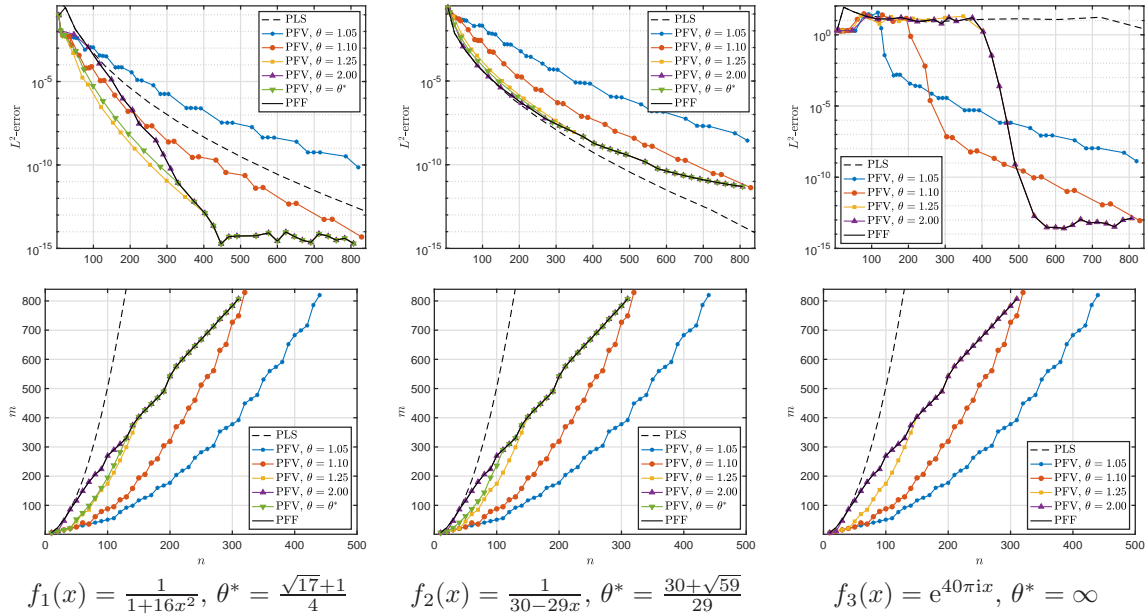 PLS
PFV, θ = 1.05
PFV, θ = 1.10
PFV, θ = 1.25
PFV, θ = 2.00
PFV, θ = θ*
PFF
L²-error
10⁻⁵
10⁻¹⁰
10⁻¹⁵
100 200 300 400 500 600 700 800
PLS
PFV, θ = 1.05
PFV, θ = 1.10
PFV, θ = 1.25
PFV, θ = 2.00
PFV, θ = θ*
PFF
L²-error
10⁻⁵
10⁻¹⁰
10⁻¹⁵
100 200 300 400 500 600 700 800
L²-error
10⁰
10⁻⁵
10⁻¹⁰
10⁻¹⁵
PLS
PFV, θ = 1.05
PFV, θ = 1.10
PFV, θ = 1.25
PFV, θ = 2.00
PFF
100 200 300 400 500 600 700 800
m
800
700
600
500
400
300
200
100
PLS
PFV, θ = 1.05
PFV, θ = 1.10
PFV, θ = 1.25
PFV, θ = 2.00
PFV, θ = θ*
PFF
0 100 200 300 400 500
n
m
800
700
600
500
400
300
200
100
PLS
PFV, θ = 1.05
PFV, θ = 1.10
PFV, θ = 1.25
PFV, θ = 2.00
PFV, θ = θ*
PFF
0 100 200 300 400 500
n
m
800
700
600
500
400
300
200
100
PLS
PFV, θ = 1.05
PFV, θ = 1.10
PFV, θ = 1.25
PFV, θ = 2.00
PFF
0 100 200 300 400 500
n
f₁(x) = 1/(1+16x²), θ* = (√17+1)/4
f₂(x) = 1/(30−29x), θ* = (30+√59)/29
f₃(x) = e^{40πix}, θ* = ∞